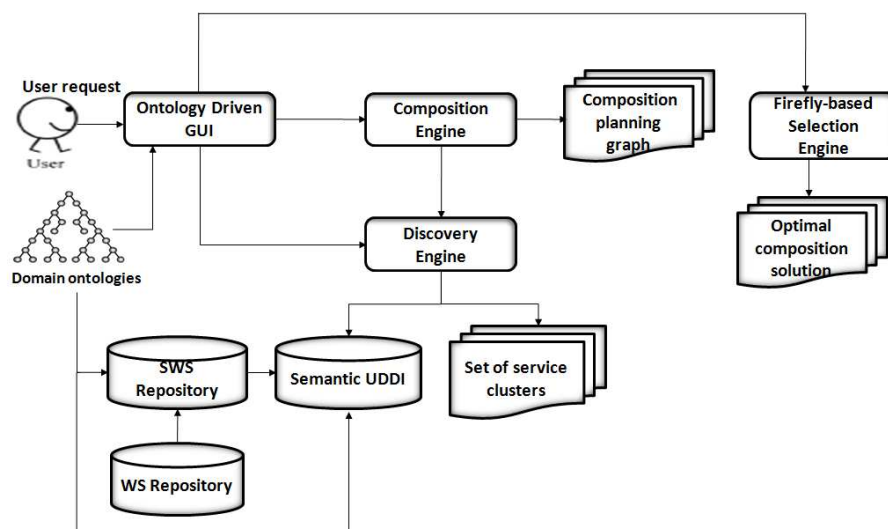 User request
User
Ontology Driven
GUI
Composition
Engine
Composition
planning
graph
Firefly-based
Selection
Engine
Domain ontologies
Discovery
Engine
Optimal
composition
solution
SWS
Repository
Semantic UDDI
Set of service
clusters
WS Repository